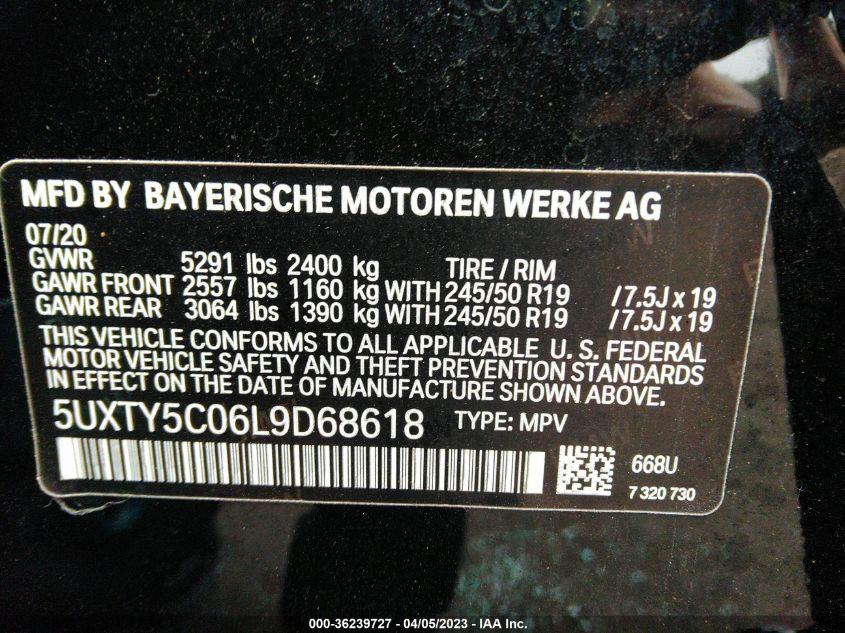 MFD BY BAYERISCHE MOTOREN WERKE AG
07/20
GVWR 5291 lbs 2400 kg TIRE / RIM
GAWR FRONT 2557 lbs 1160 kg WITH 245/50 R19 /7.5J x 19
GAWR REAR 3064 lbs 1390 kg WITH 245/50 R19 /7.5J x 19
THIS VEHICLE CONFORMS TO ALL APPLICABLE U. S. FEDERAL
MOTOR VEHICLE SAFETY AND THEFT PREVENTION STANDARDS
IN EFFECT ON THE DATE OF MANUFACTURE SHOWN ABOVE.
5UXTY5C06L9D68618 TYPE: MPV
668U
7 320 730
000-36239727 - 04/05/2023 - IAA Inc.